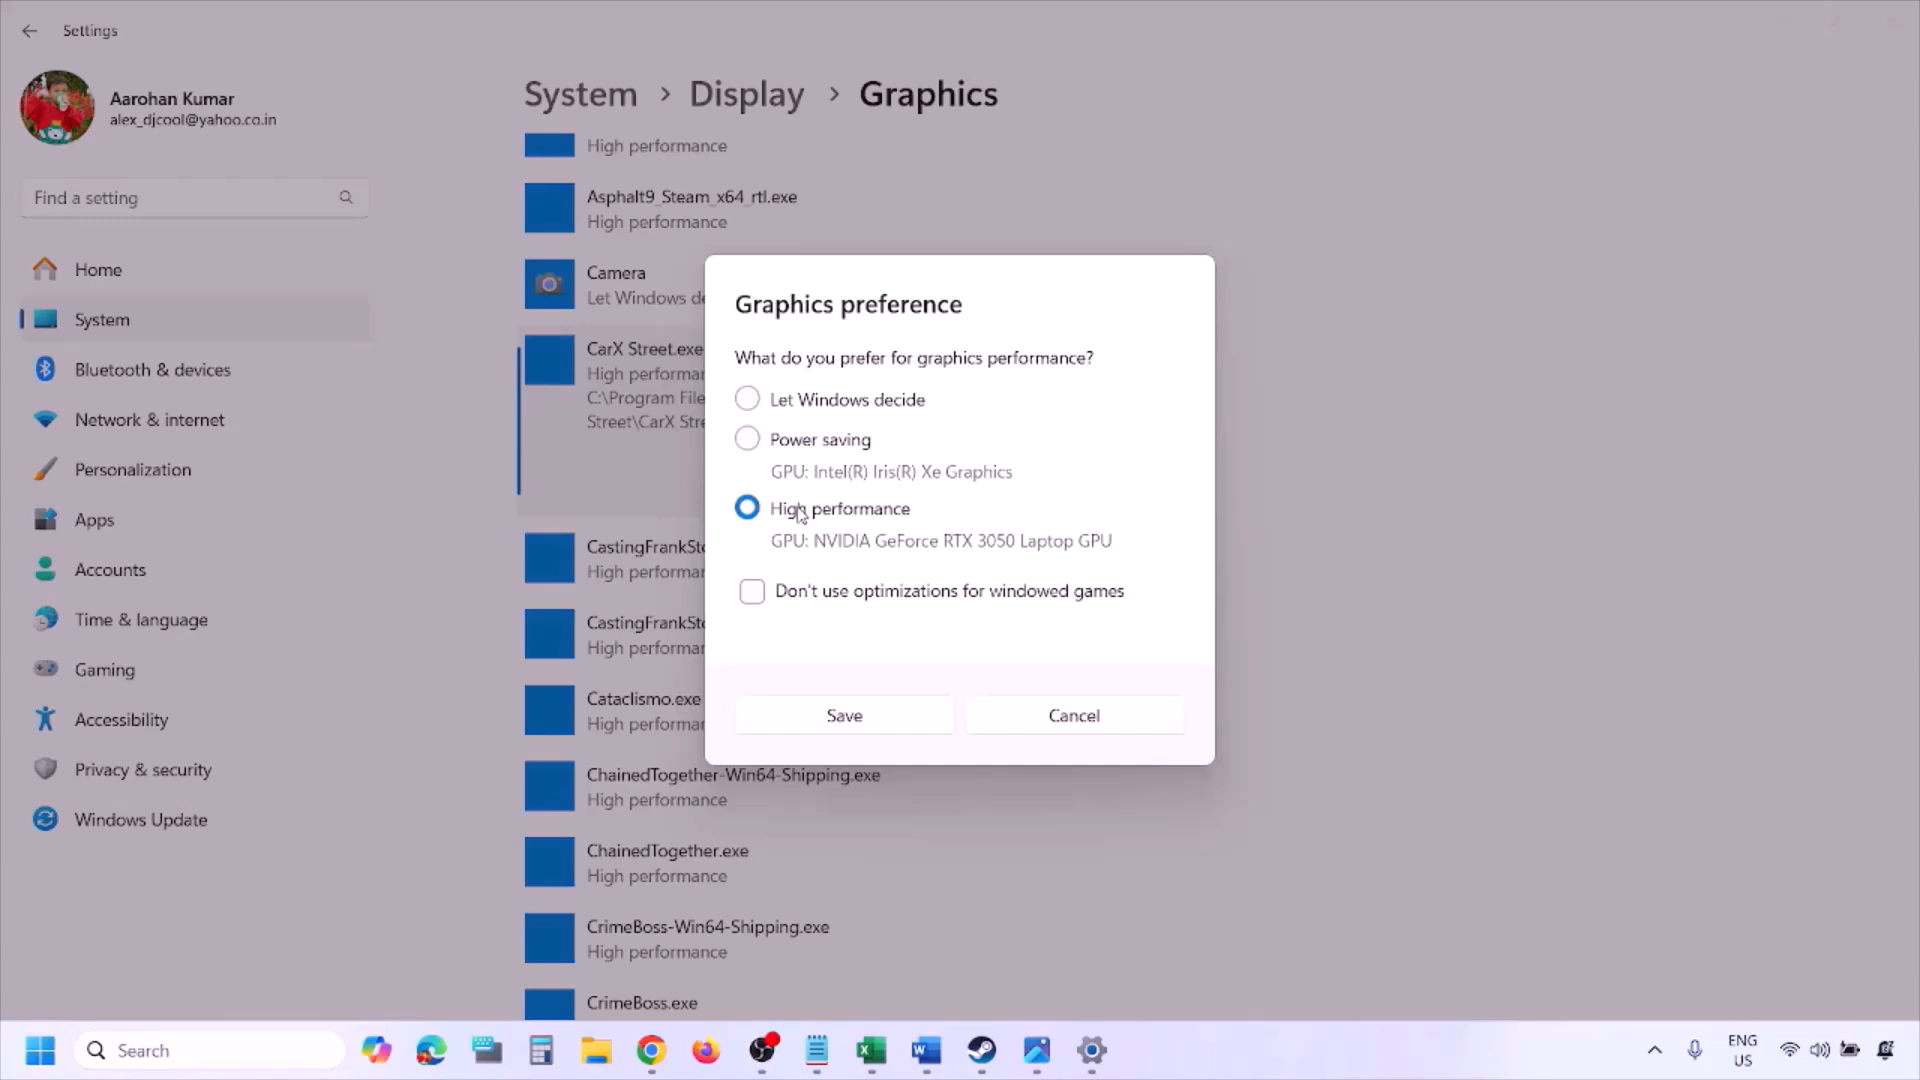 Settings
Aarohan Kumar
alex_djcool@yahoo.co.in
Find a setting
Home
System
Bluetooth & devices
Network & internet
Personalization
Apps
Accounts
Time & language
Gaming
Accessibility
Privacy & security
Windows Update
System > Display > Graphics
High performance
Asphalt9_Steam_x64_rtl.exe
High performance
Camera
Let Windows de
CarX Street.exe
High performan
C:\Program File
Street\CarX Stre
CastingFrankSto
High performan
CastingFrankSto
High performan
Cataclismo.exe
High performan
ChainedTogether-Win64-Shipping.exe
High performance
ChainedTogether.exe
High performance
CrimeBoss-Win64-Shipping.exe
High performance
CrimeBoss.exe
Graphics preference
What do you prefer for graphics performance?
Let Windows decide
Power saving
GPU: Intel(R) Iris(R) Xe Graphics
High performance
GPU: NVIDIA GeForce RTX 3050 Laptop GPU
Don't use optimizations for windowed games
Save
Cancel
Search
ENG
US